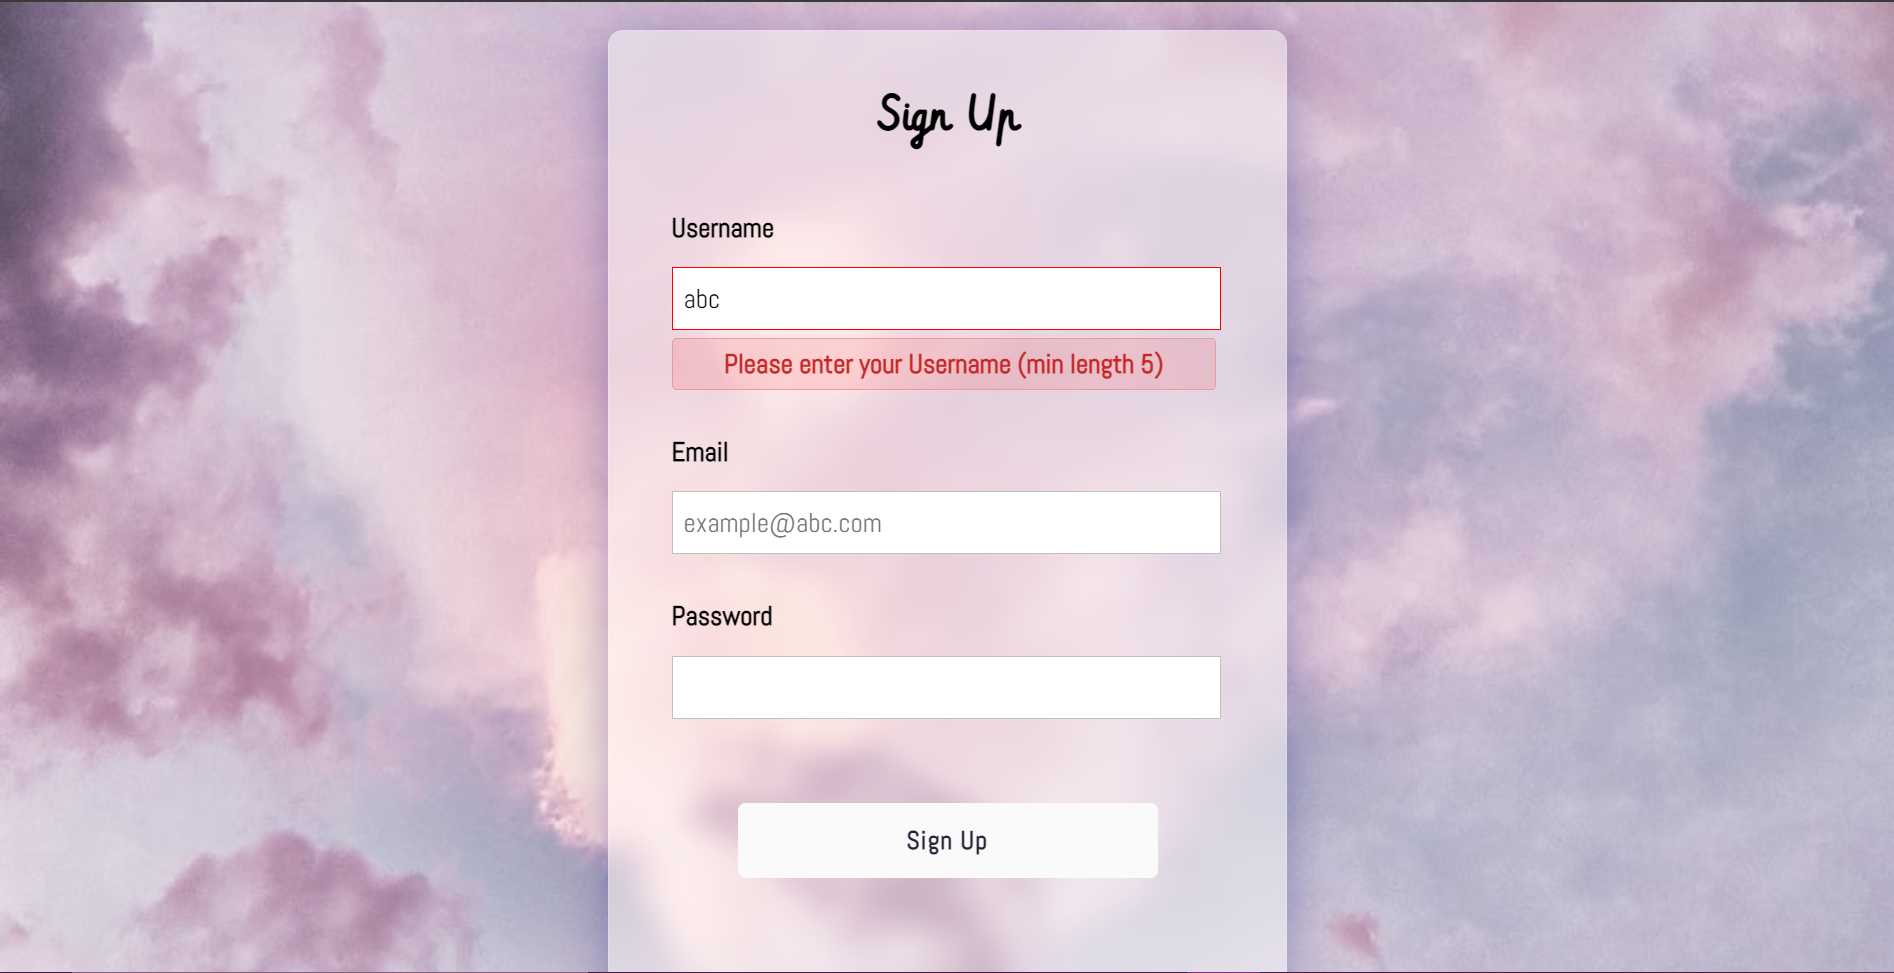 Sign Up
Username
abc
Please enter your Username (min length 5)
Email
example@abc.com
Password
Sign Up